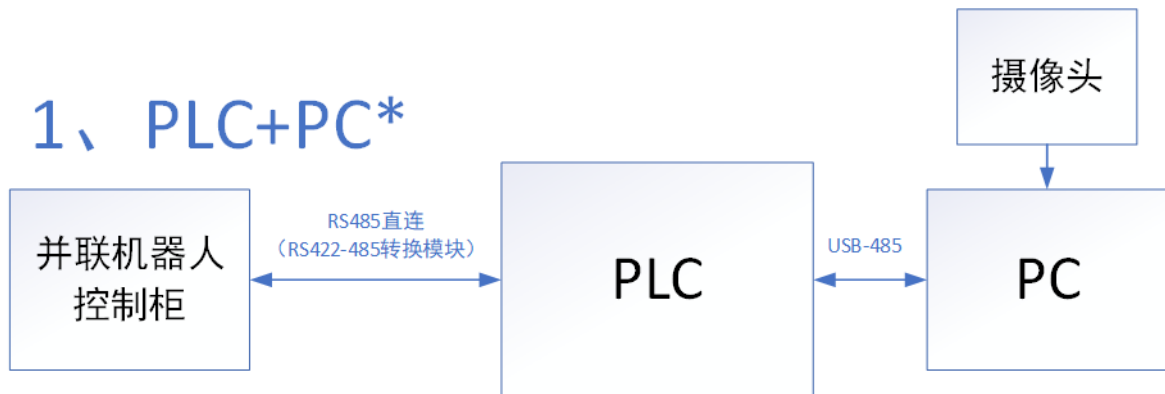 摄像头
1、PLC+PC*
并联机器人
控制柜
RS485直连
（RS422-485转换模块）
PLC
USB-485
PC